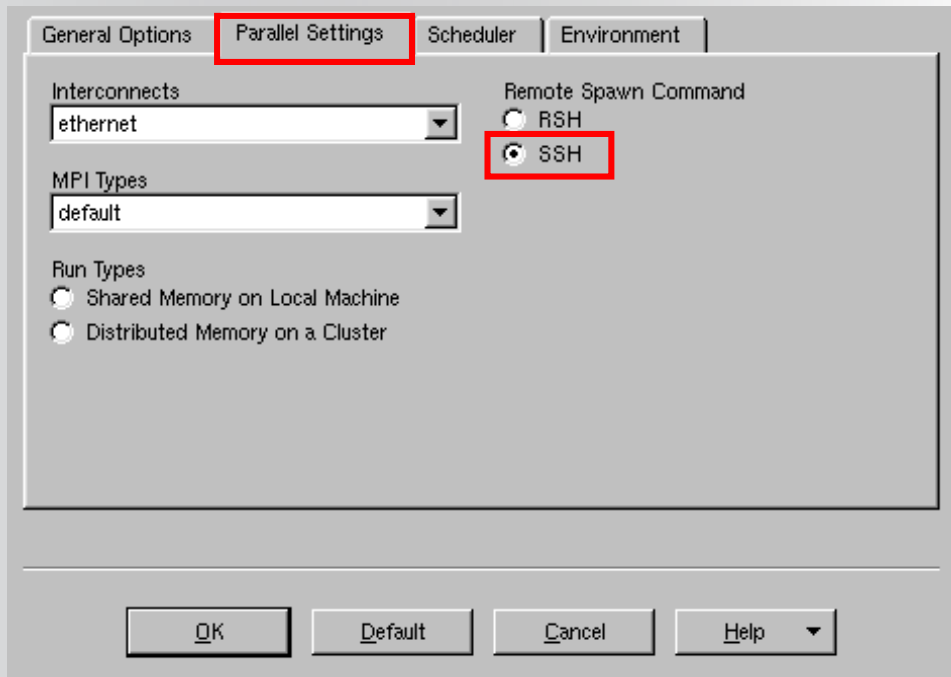 General Options
Parallel Settings
Scheduler
Environment
Interconnects
ethernet
MPI Types
default
Run Types
Shared Memory on Local Machine
Distributed Memory on a Cluster
Remote Spawn Command
RSH
SSH
OK
Default
Cancel
Help